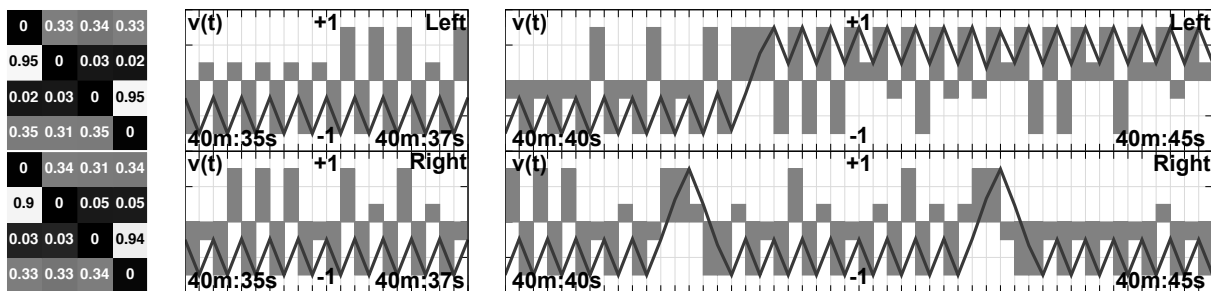 0 0.33 0.34 0.33
0.95 0 0.03 0.02
0.02 0.03 0 0.95
0.35 0.31 0.35 0
v(t) +1 Left
40m:35s -1 40m:37s
v(t) +1 Left
40m:40s -1 40m:45s
0 0.34 0.31 0.34
0.9 0 0.05 0.05
0.03 0.03 0 0.94
0.33 0.33 0.34 0
v(t) +1 Right
40m:35s -1 40m:37s
v(t) +1 Right
40m:40s -1 40m:45s